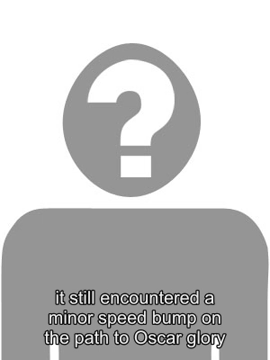 ?
it still encountered a
minor speed bump on
the path to Oscar glory